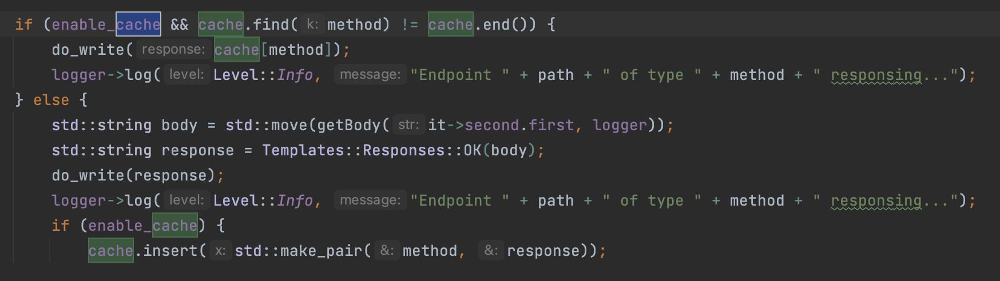 if (enable_cache && cache.find( k: method) != cache.end()) {
do_write( response: cache[method]);
logger->log( level: Level::Info, message: "Endpoint " + path + " of type " + method + " responsing...");
} else {
std::string body = std::move(getBody( str: it->second.first, logger));
std::string response = Templates::Responses::OK(body);
do_write(response);
logger->log( level: Level::Info, message: "Endpoint " + path + " of type " + method + " responsing...");
if (enable_cache) {
cache.insert( x: std::make_pair( &: method, &: response));